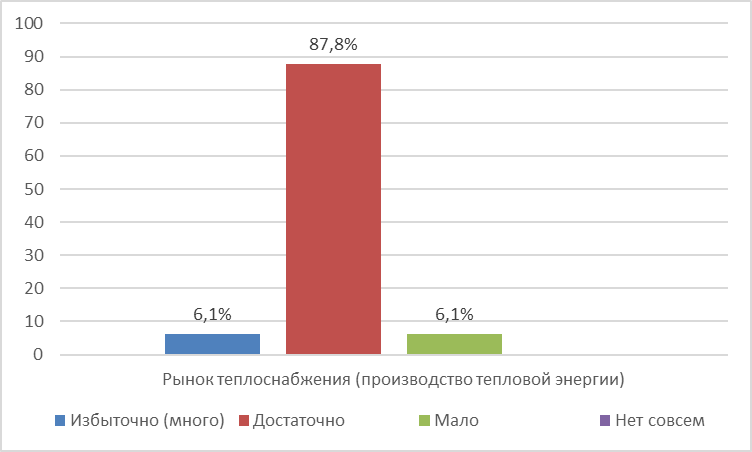 100
90
80
70
60
50
40
30
20
10
0
87,8%
6,1%
6,1%
Рынок теплоснабжения (производство тепловой энергии)
Избыточно (много)
Достаточно
Мало
Нет совсем